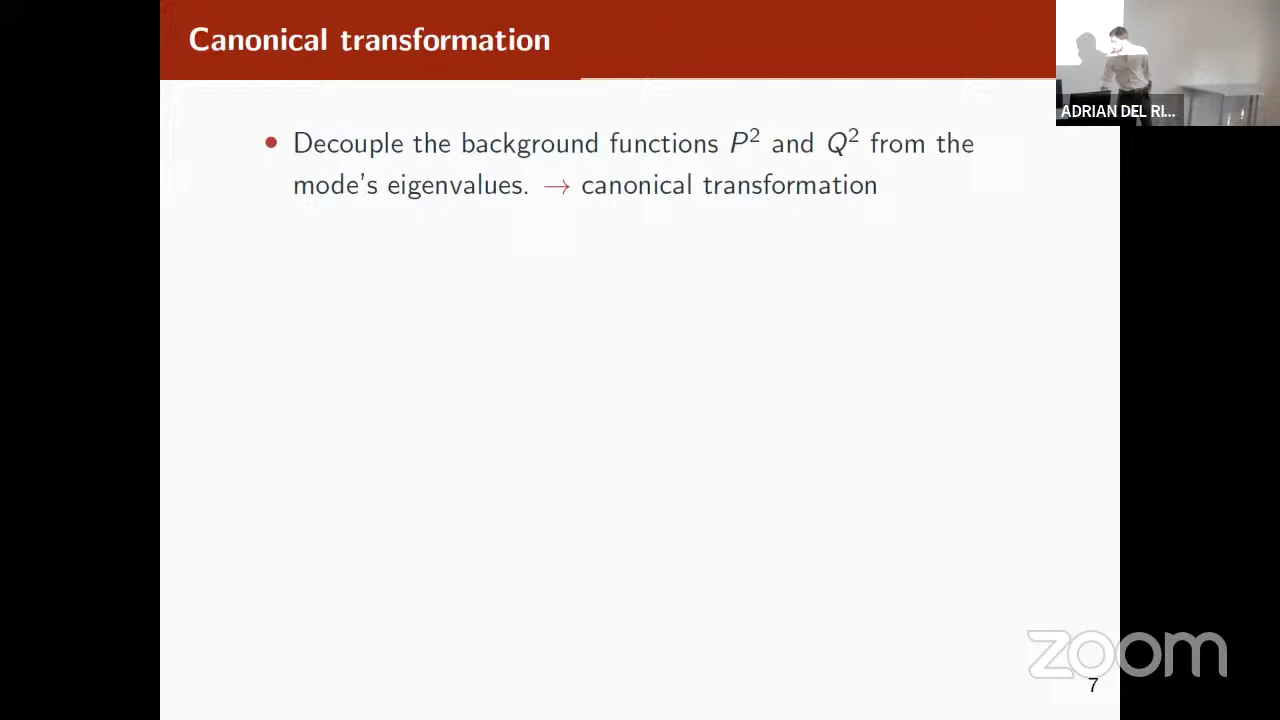 Canonical transformation
ADRIAN DEL RI...
• Decouple the background functions P² and Q² from the
mode's eigenvalues. → canonical transformation
zoom
7